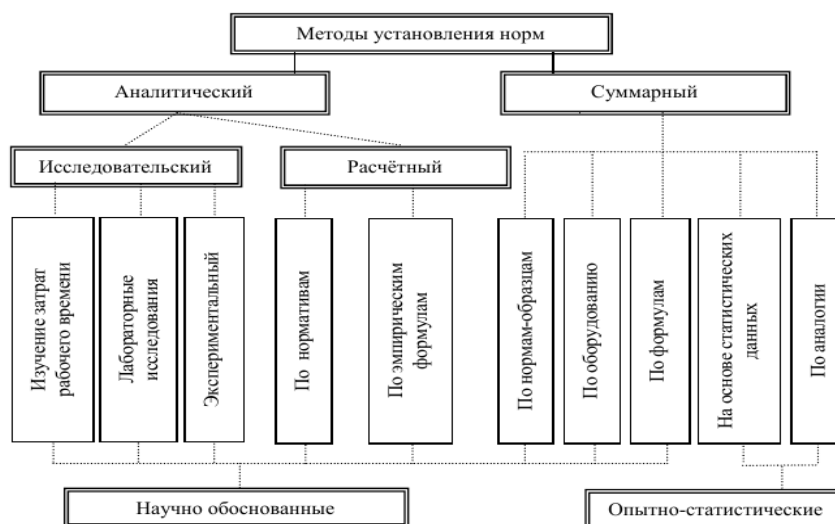 Методы установления норм
Аналитический
Суммарный
Исследовательский
Расчётный
Изучение затрат
рабочего времени
Лабораторные
исследования
Экспериментальный
По нормативам
По эмпирическим
формулам
По нормам-образцам
По оборудованию
По формулам
На основе статистических
данных
По аналогии
Научно обоснованные
Опытно-статистические